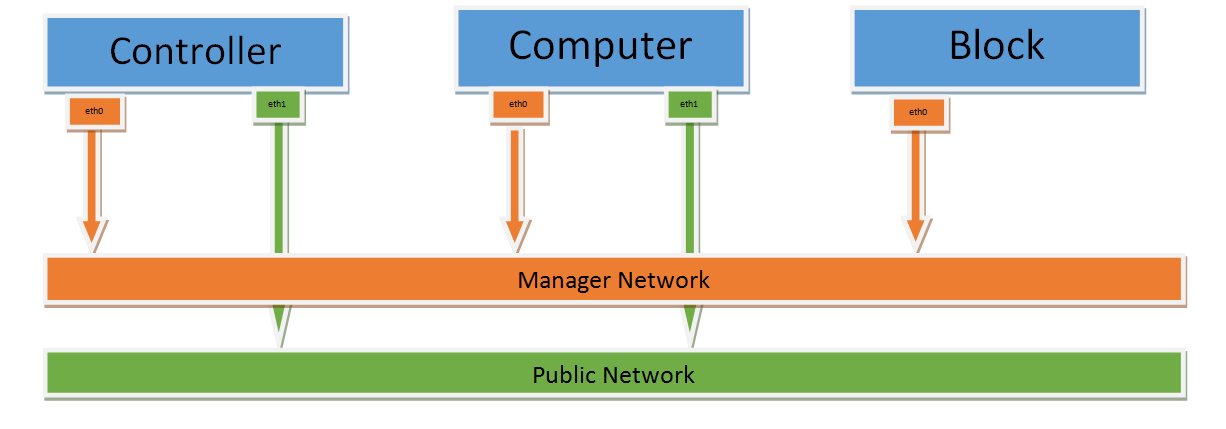 Controller
Computer
Block
eth0
eth1
eth0
eth1
eth0
Manager Network
Public Network